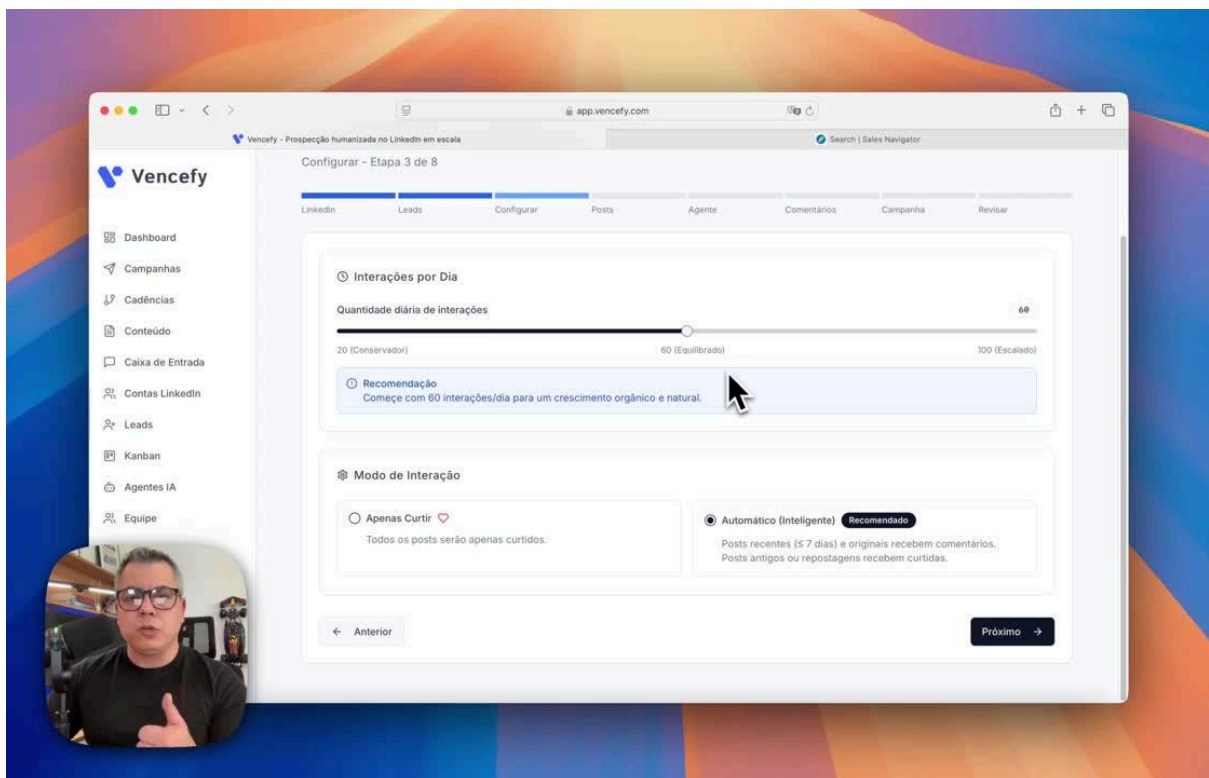 app.vencefy.com
Vencefy - Prospecção humanizada no LinkedIn em escala
Search | Sales Navigator
Vencefy
Configurar - Etapa 3 de 8
LinkedIn
Leads
Configurar
Posts
Agente
Comentários
Campanha
Revisar
Dashboard
Campanhas
Cadências
Conteúdo
Caixa de Entrada
Contas LinkedIn
Leads
Kanban
Agentes IA
Equipe
Interações por Dia
Quantidade diária de interações
60
20 (Conservador)
60 (Equilibrado)
100 (Escalado)
Recomendação
Começe com 60 interações/dia para um crescimento orgânico e natural.
Modo de Interação
Apenas Curtir
Todos os posts serão apenas curtidos.
Automático (Inteligente) Recomendado
Posts recentes (≤ 7 dias) e originais recebem comentários.
Posts antigos ou repostagens recebem curtidas.
← Anterior
Próximo →